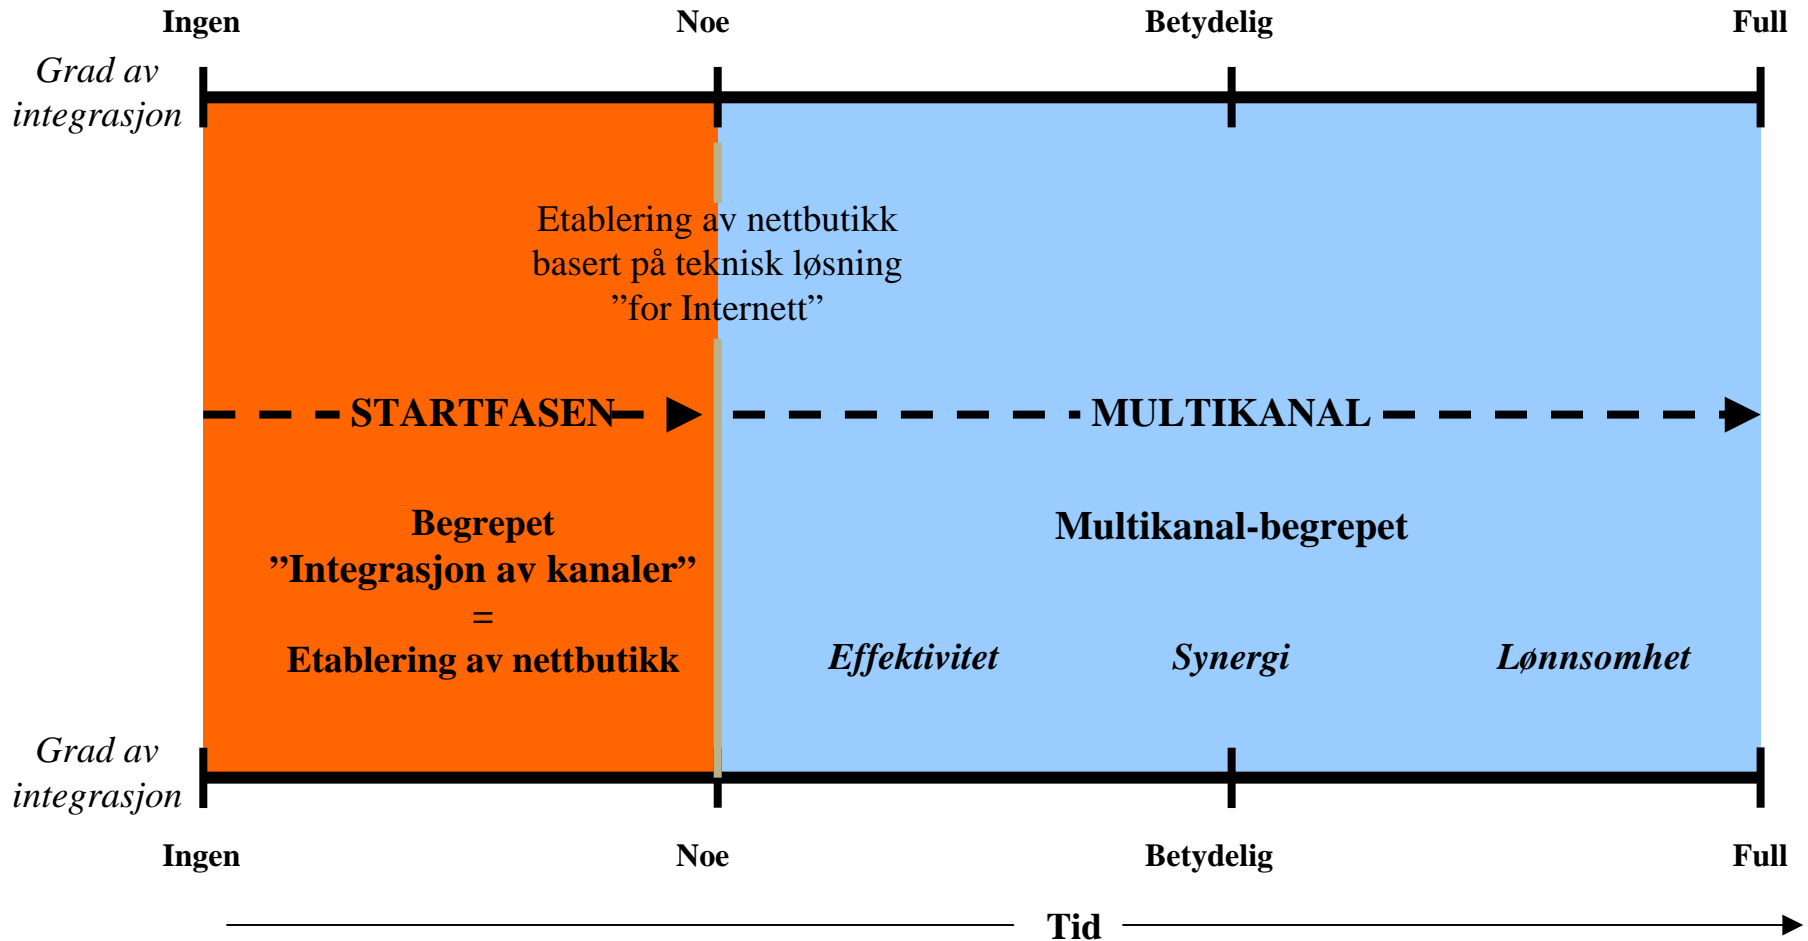 Ingen Noe Betydelig Full
Grad av
integrasjon
Etablering av nettbutikk
basert på teknisk løsning
”for Internett”
STARTFASEN MULTIKANAL
Begrepet
”Integrasjon av kanaler”
=
Etablering av nettbutikk
Multikanal-begrepet
Effektivitet Synergi Lønnsomhet
Grad av
integrasjon
Ingen Noe Betydelig Full
Tid